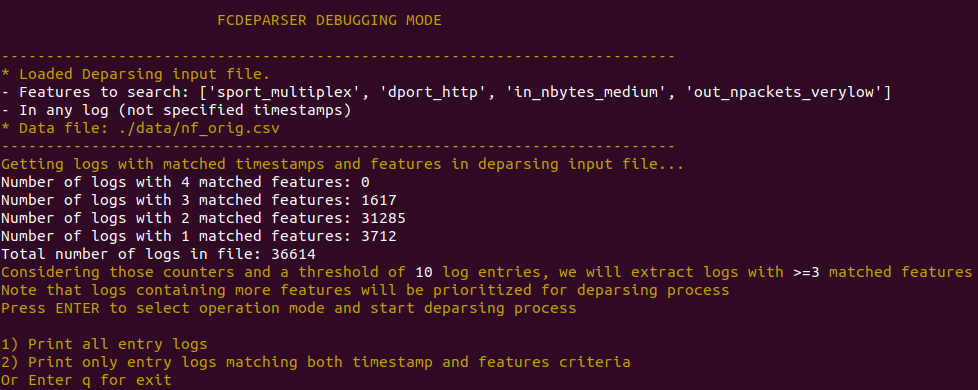 FCDEPARSER DEBUGGING MODE
---------------------------------------------------------------------------
* Loaded Deparsing input file.
- Features to search: ['sport_multiplex', 'dport_http', 'in_nbytes_medium', 'out_npackets_verylow']
- In any log (not specified timestamps)
* Data file: ./data/nf_orig.csv
---------------------------------------------------------------------------
Getting logs with matched timestamps and features in deparsing input file...
Number of logs with 4 matched features: 0
Number of logs with 3 matched features: 1617
Number of logs with 2 matched features: 31285
Number of logs with 1 matched features: 3712
Total number of logs in file: 36614
Considering those counters and a threshold of 10 log entries, we will extract logs with >=3 matched features
Note that logs containing more features will be prioritized for deparsing process
Press ENTER to select operation mode and start deparsing process
1) Print all entry logs
2) Print only entry logs matching both timestamp and features criteria
Or Enter q for exit